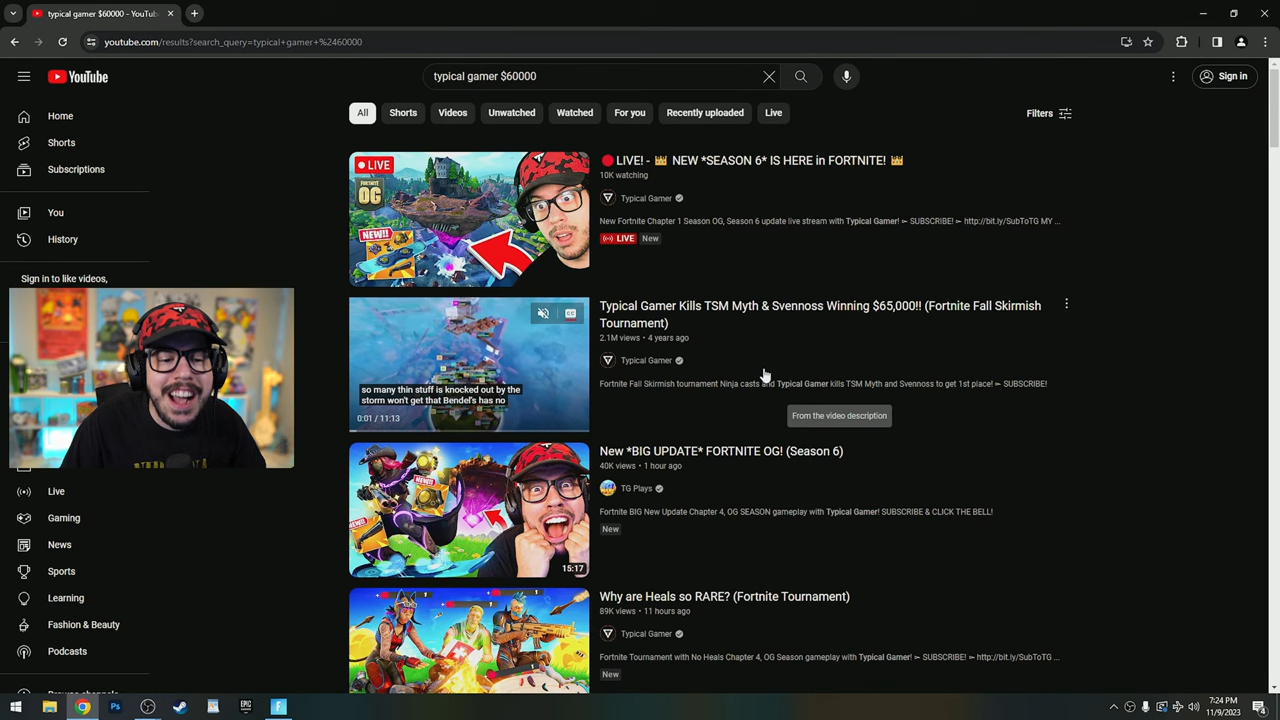 typical gamer $60000 - YouTub
youtube.com/results?search_query=typical+gamer+%2460000
YouTube
typical gamer $60000
Sign in
Home
Shorts
Subscriptions
You
History
Sign in to like videos,
Live
Gaming
News
Sports
Learning
Fashion & Beauty
Podcasts
All
Shorts
Videos
Unwatched
Watched
For you
Recently uploaded
Live
Filters
LIVE
FORTNITE
OG
NEW!!
🔴LIVE! - 👑 NEW *SEASON 6* IS HERE in FORTNITE! 👑
10K watching
Typical Gamer
New Fortnite Chapter 1 Season OG, Season 6 update live stream with Typical Gamer! ➳ SUBSCRIBE! ➳ http://bit.ly/SubToTG MY ...
LIVE
New
so many thin stuff is knocked out by the
storm won't get that Bendel's has no
0:01 / 11:13
Typical Gamer Kills TSM Myth & Svennoss Winning $65,000!! (Fortnite Fall Skirmish
Tournament)
2.1M views • 4 years ago
Typical Gamer
Fortnite Fall Skirmish tournament Ninja casts and Typical Gamer kills TSM Myth and Svennoss to get 1st place! ➳ SUBSCRIBE!
From the video description
NEW!!
NEW!!
15:17
New *BIG UPDATE* FORTNITE OG! (Season 6)
40K views • 1 hour ago
TG Plays
Fortnite BIG New Update Chapter 4, OG SEASON gameplay with Typical Gamer! SUBSCRIBE & CLICK THE BELL!
New
Why are Heals so RARE? (Fortnite Tournament)
89K views • 11 hours ago
Typical Gamer
Fortnite Tournament with No Heals Chapter 4, OG Season gameplay with Typical Gamer! ➳ SUBSCRIBE! ➳ http://bit.ly/SubToTG ...
New
7:24 PM
11/9/2023